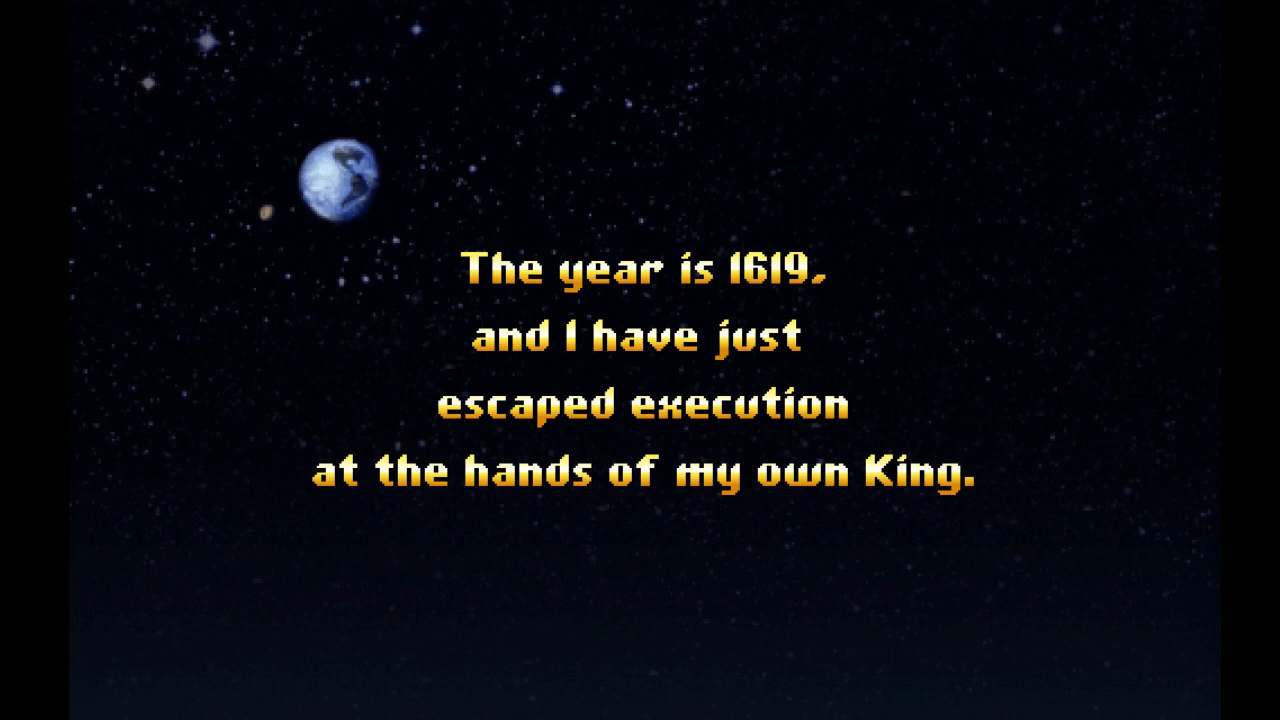 The year is 1619,
and I have just
escaped execution
at the hands of my own King.